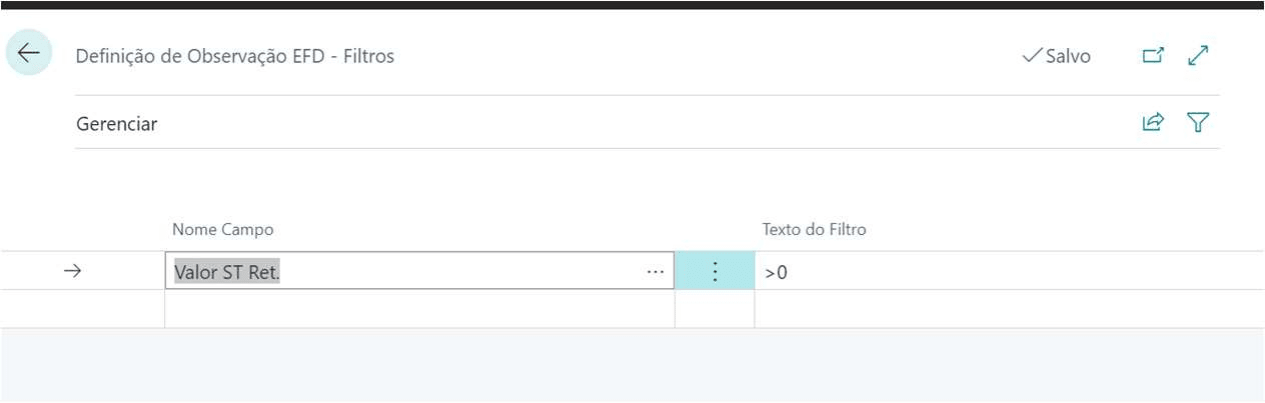 Definição de Observação EFD - Filtros
Salvo
Gerenciar
Nome Campo Texto do Filtro
Valor ST Ret. >0